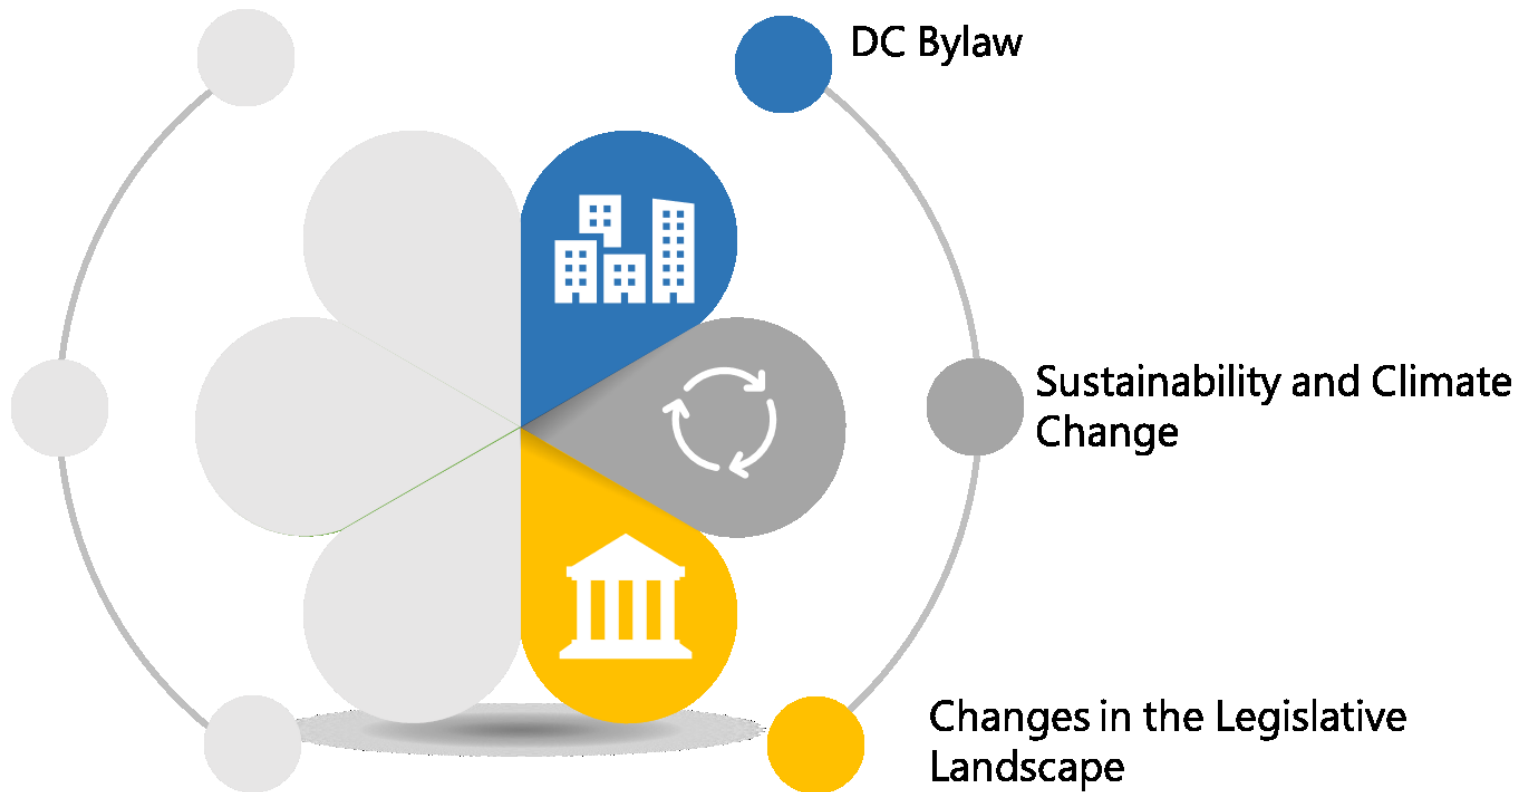 DC Bylaw
Sustainability and Climate
Change
Changes in the Legislative
Landscape